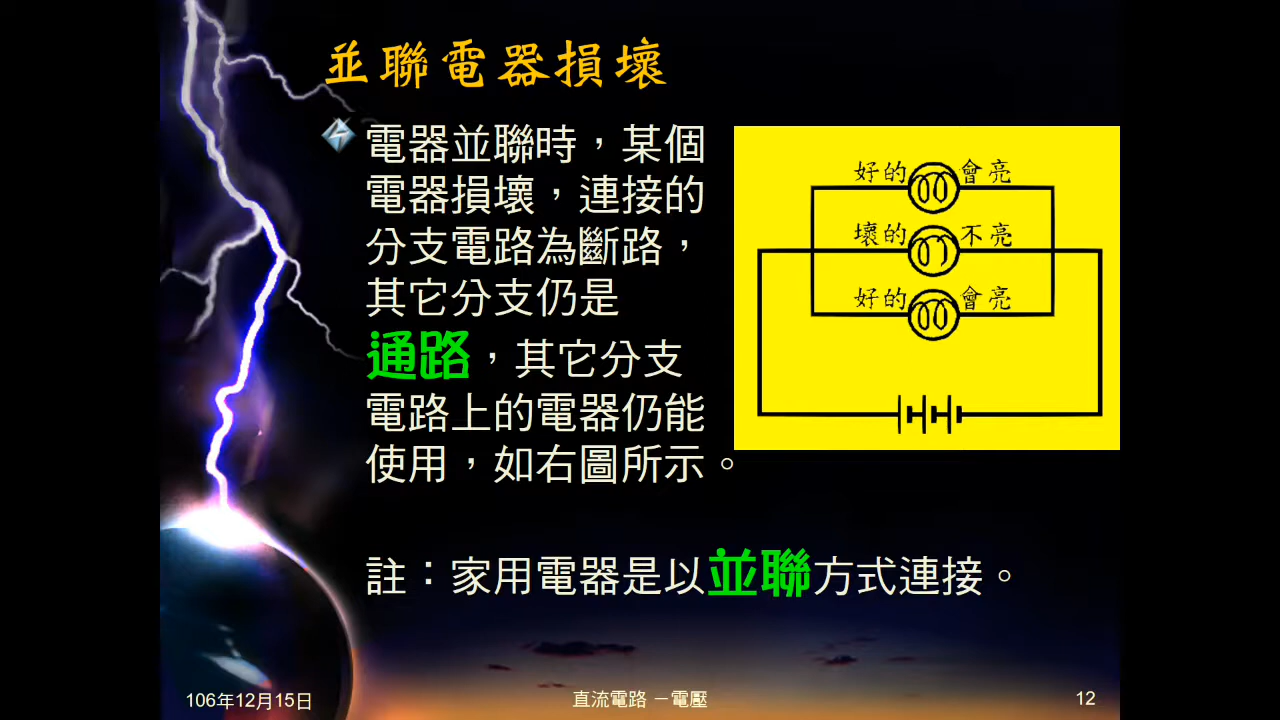 並聯電器損壞
電器並聯時，某個
電器損壞，連接的
分支電路為斷路，
其它分支仍是
通路，其它分支
電路上的電器仍能
使用，如右圖所示。
註：家用電器是以並聯方式連接。
好的 會亮
壞的 不亮
好的 會亮
106年12月15日
直流電路 －電壓
12